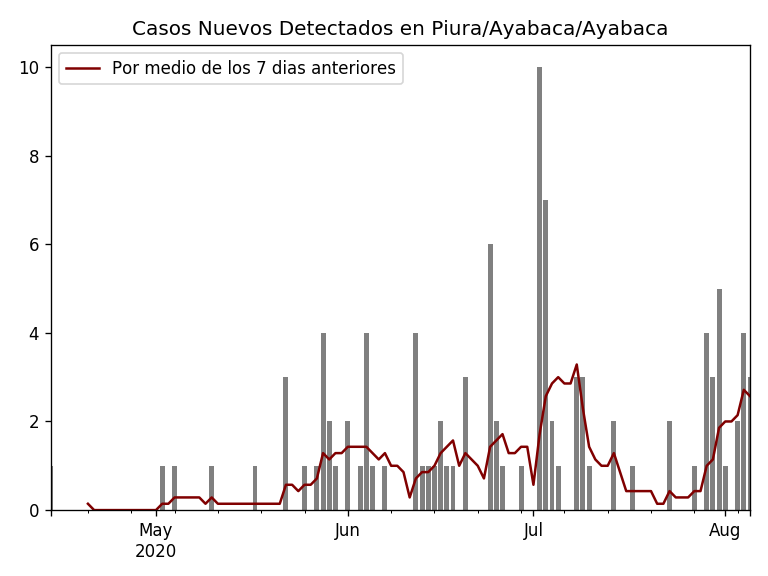 Casos Nuevos Detectados en Piura/Ayabaca/Ayabaca
Por medio de los 7 dias anteriores
10
8
6
4
2
0
May Jun Jul Aug
2020